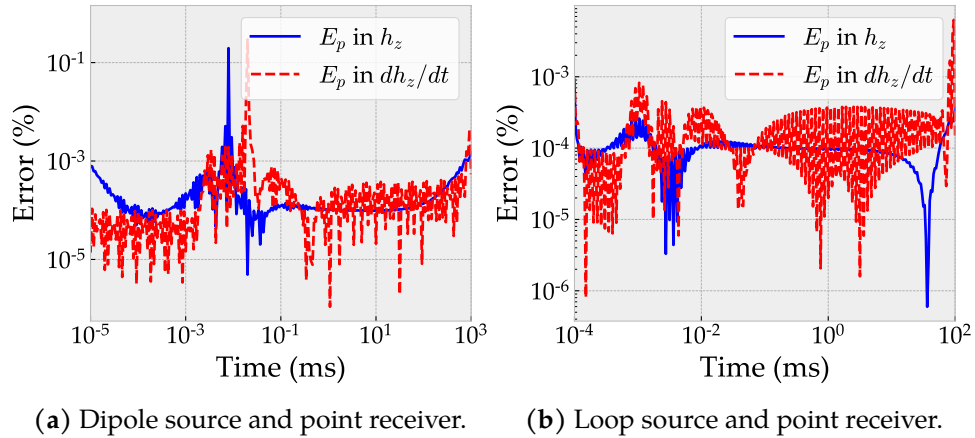 E_p in h_z
E_p in dh_z/dt
Error (%)
10^-1
10^-3
10^-5
10^-5
10^-3
10^-1
10^1
10^3
Time (ms)
E_p in h_z
E_p in dh_z/dt
Error (%)
10^-3
10^-4
10^-5
10^-6
10^-4
10^-2
10^0
10^2
Time (ms)
(a) Dipole source and point receiver.
(b) Loop source and point receiver.